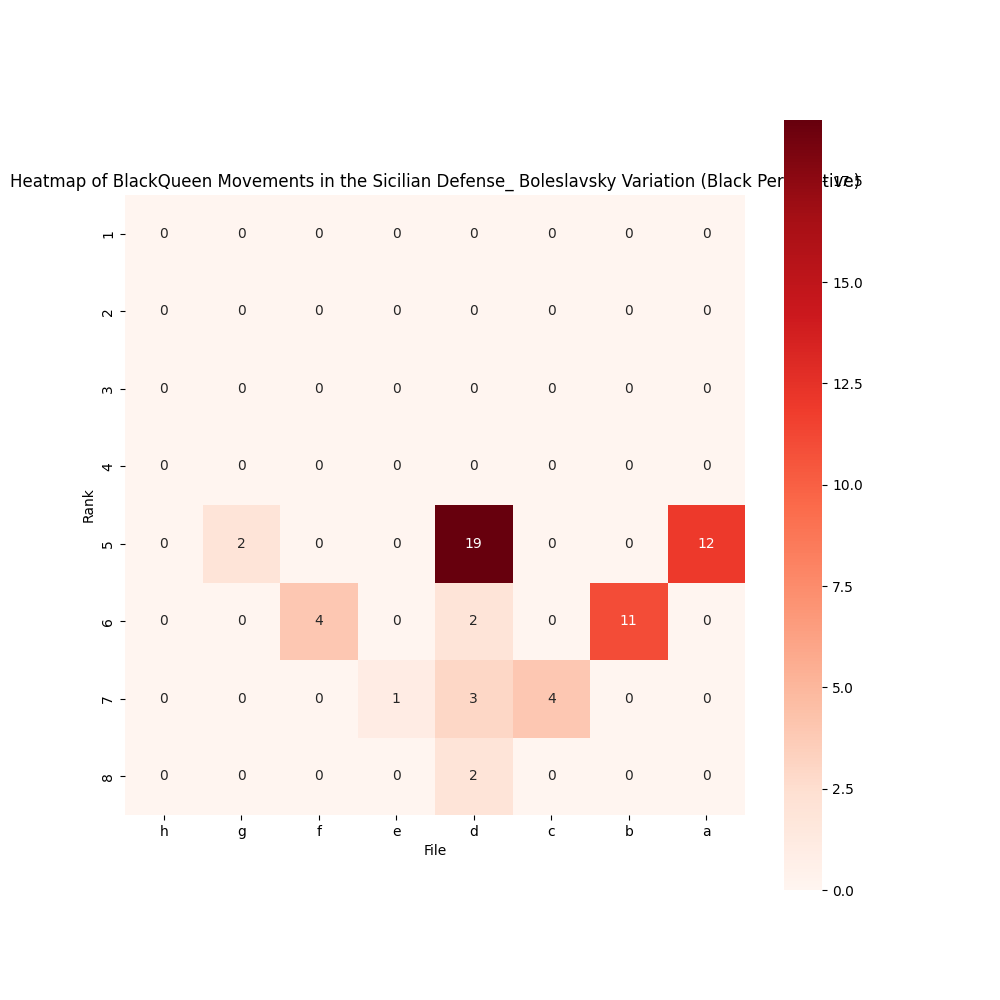 Heatmap of BlackQueen Movements in the Sicilian Defense_ Boleslavsky Variation (Black
17.5
15.0
12.5
10.0
7.5
5.0
2.5
0.0
Rank
1 0 0 0 0 0 0 0 0
2 0 0 0 0 0 0 0 0
3 0 0 0 0 0 0 0 0
4 0 0 0 0 0 0 0 0
5 0 2 0 0 19 0 0 12
6 0 0 4 0 2 0 11 0
7 0 0 0 1 3 4 0 0
8 0 0 0 0 2 0 0 0
h g f e d c b a
File